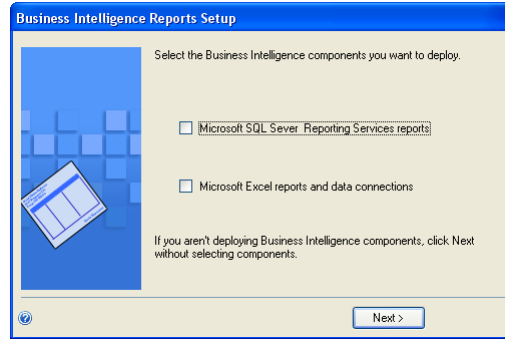 Business Intelligence Reports Setup
Select the Business Intelligence components you want to deploy.
Microsoft SQL Sever Reporting Services reports
Microsoft Excel reports and data connections
If you aren't deploying Business Intelligence components, click Next
without selecting components.
Next >